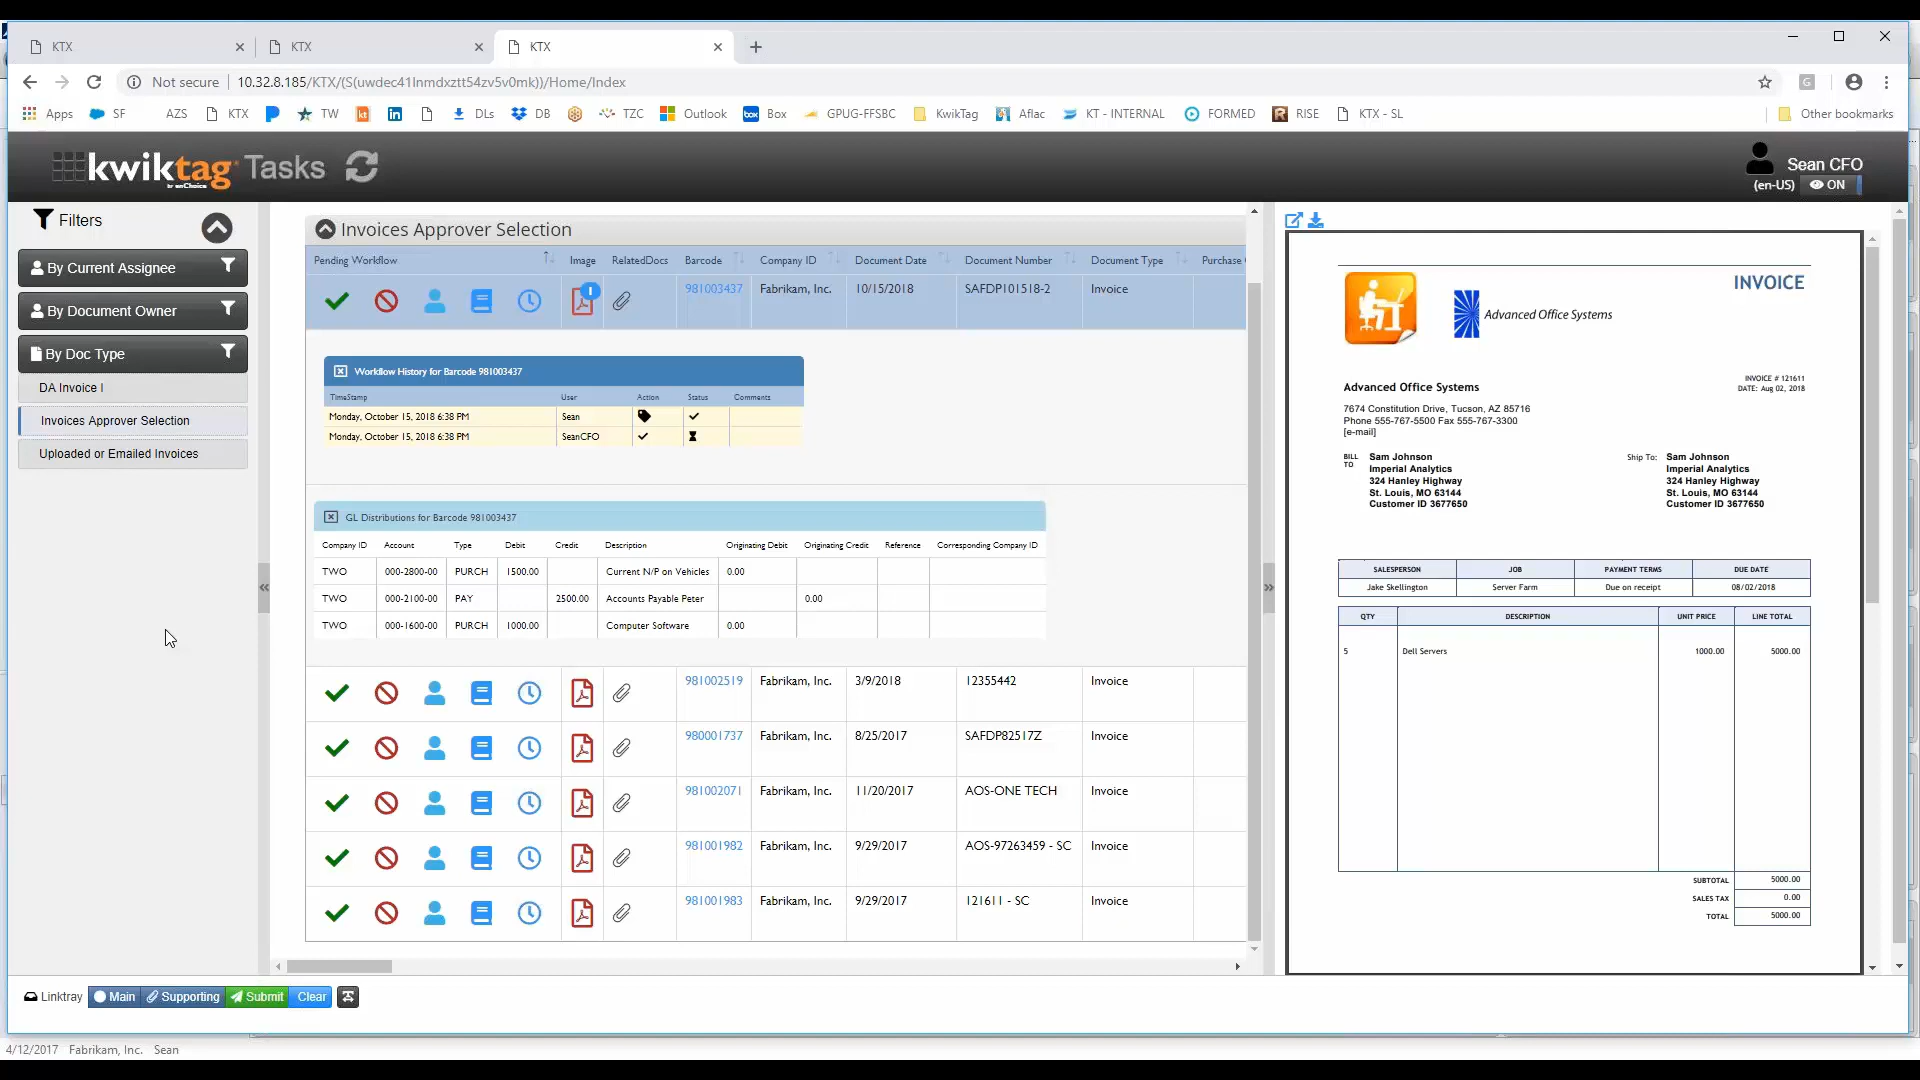 KTX
KTX
KTX
Not secure 10.32.8.185/KTX/(S(uwdec41lnmdxztt54zv5v0mk))/Home/Index
Apps SF AZS KTX TW DLs DB TZC Outlook Box GPUG-FFSBC KwikTag Aflac KT - INTERNAL FORMED RISE KTX - SL Other bookmarks
kwiktag Tasks
by enChoice
Sean CFO
(en-US) ON
Filters
By Current Assignee
By Document Owner
By Doc Type
DA Invoice I
Invoices Approver Selection
Uploaded or Emailed Invoices
Invoices Approver Selection
Pending Workflow Image RelatedDocs Barcode Company ID Document Date Document Number Document Type Purchase
981003437 Fabrikam, Inc. 10/15/2018 SAFDP101518-2 Invoice
Workflow History for Barcode 981003437
TimeStamp User Action Status Comments
Monday, October 15, 2018 6:38 PM Sean
Monday, October 15, 2018 6:38 PM SeanCFO
GL Distributions for Barcode 981003437
Company ID Account Type Debit Credit Description Originating Debit Originating Credit Reference Corresponding Company ID
TWO 000-2800-00 PURCH 1500.00 Current N/P on Vehicles 0.00
TWO 000-2100-00 PAY 2500.00 Accounts Payable Peter 0.00
TWO 000-1600-00 PURCH 1000.00 Computer Software 0.00
981002519 Fabrikam, Inc. 3/9/2018 12355442 Invoice
980001737 Fabrikam, Inc. 8/25/2017 SAFDP82517Z Invoice
981002071 Fabrikam, Inc. 11/20/2017 AOS-ONE TECH Invoice
981001982 Fabrikam, Inc. 9/29/2017 AOS-97263459 - SC Invoice
981001983 Fabrikam, Inc. 9/29/2017 121611 - SC Invoice
INVOICE
Advanced Office Systems
INVOICE # 121611
DATE: Aug 02, 2018
Advanced Office Systems
7674 Constitution Drive, Tucson, AZ 85716
Phone 555-767-5500 Fax 555-767-3300
[e-mail]
BILL TO
Sam Johnson
Imperial Analytics
324 Hanley Highway
St. Louis, MO 63144
Customer ID 3677650
Ship To:
Sam Johnson
Imperial Analytics
324 Hanley Highway
St. Louis, MO 63144
Customer ID 3677650
SALESPERSON JOB PAYMENT TERMS DUE DATE
Jake Skellington Server Farm Due on receipt 08/02/2018
QTY DESCRIPTION UNIT PRICE LINE TOTAL
5 Dell Servers 1000.00 5000.00
SUBTOTAL 5000.00
SALES TAX 0.00
TOTAL 5000.00
Linktray Main Supporting Submit Clear
4/12/2017 Fabrikam, Inc. Sean